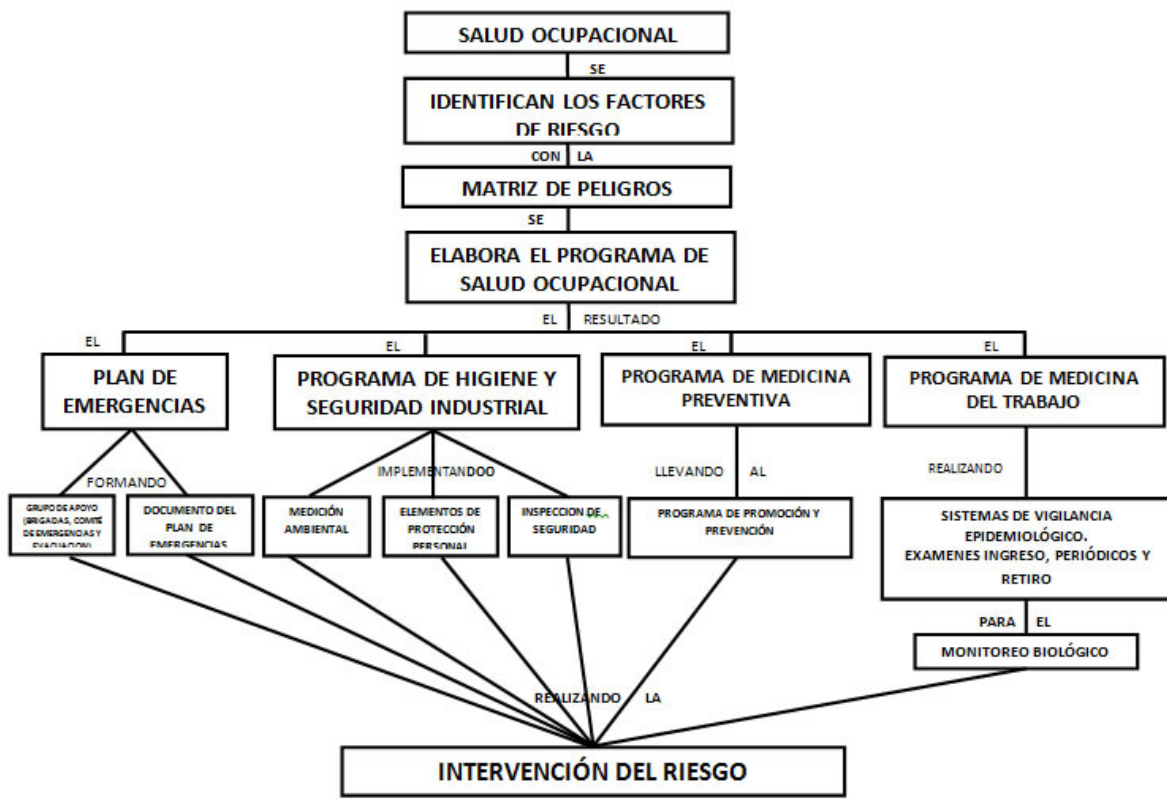 SALUD OCUPACIONAL
SE
IDENTIFICAN LOS FACTORES
DE RIESGO
CON LA
MATRIZ DE PELIGROS
SE
ELABORA EL PROGRAMA DE
SALUD OCUPACIONAL
EL RESULTADO
EL
EL
EL
EL
PLAN DE
EMERGENCIAS
PROGRAMA DE HIGIENE Y
SEGURIDAD INDUSTRIAL
PROGRAMA DE MEDICINA
PREVENTIVA
PROGRAMA DE MEDICINA
DEL TRABAJO
FORMANDO
IMPLEMENTANDOO
LLEVANDO AL
REALIZANDO
GRUPO DE APOYO
(BRIGADAS, COMITÉ
DE EMERGENCIAS Y
EVACUACION)
DOCUMENTO DEL
PLAN DE
EMERGENCIAS
MEDICIÓN
AMBIENTAL
ELEMENTOS DE
PROTECCIÓN
PERSONAL
INSPECCION DE
SEGURIDAD
PROGRAMA DE PROMOCIÓN Y
PREVENCIÓN
SISTEMAS DE VIGILANCIA
EPIDEMIOLÓGICO.
EXAMENES INGRESO, PERIÓDICOS Y
RETIRO
PARA EL
MONITOREO BIOLÓGICO
REALIZANDO LA
INTERVENCIÓN DEL RIESGO